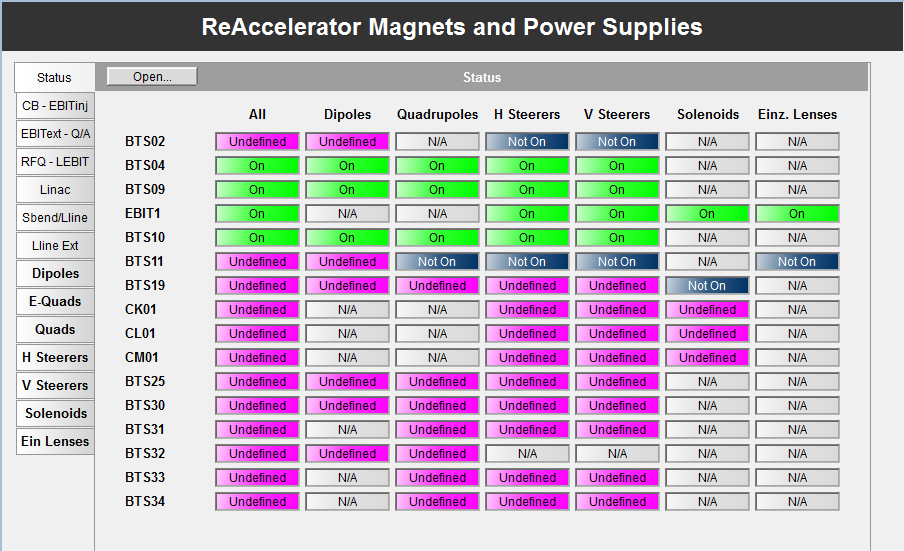 ReAccelerator Magnets and Power Supplies
Status
Open...
Status
CB - EBITinj
EBIText - Q/A
RFQ - LEBIT
Linac
Sbend/Lline
Lline Ext
Dipoles
E-Quads
Quads
H Steerers
V Steerers
Solenoids
Ein Lenses
All Dipoles Quadrupoles H Steerers V Steerers Solenoids Einz. Lenses
BTS02 Undefined Undefined N/A Not On Not On N/A N/A
BTS04 On On On On On N/A N/A
BTS09 On On On On On N/A N/A
EBIT1 On N/A N/A On On On On
BTS10 On On On On On N/A N/A
BTS11 Undefined Undefined Not On Not On Not On N/A Not On
BTS19 Undefined Undefined Undefined Undefined Undefined Not On N/A
CK01 Undefined N/A N/A Undefined Undefined Undefined N/A
CL01 Undefined N/A N/A Undefined Undefined Undefined N/A
CM01 Undefined N/A N/A Undefined Undefined Undefined N/A
BTS25 Undefined Undefined Undefined Undefined Undefined N/A N/A
BTS30 Undefined Undefined Undefined Undefined Undefined N/A N/A
BTS31 Undefined N/A Undefined Undefined Undefined N/A N/A
BTS32 Undefined Undefined Undefined N/A N/A N/A N/A
BTS33 Undefined N/A Undefined Undefined Undefined N/A N/A
BTS34 Undefined N/A Undefined Undefined Undefined N/A N/A